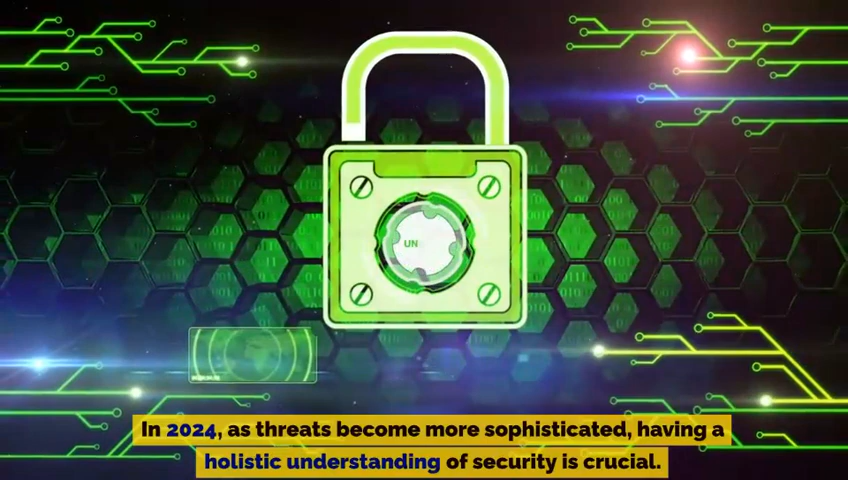 UN
In 2024, as threats become more sophisticated, having a
holistic understanding of security is crucial.